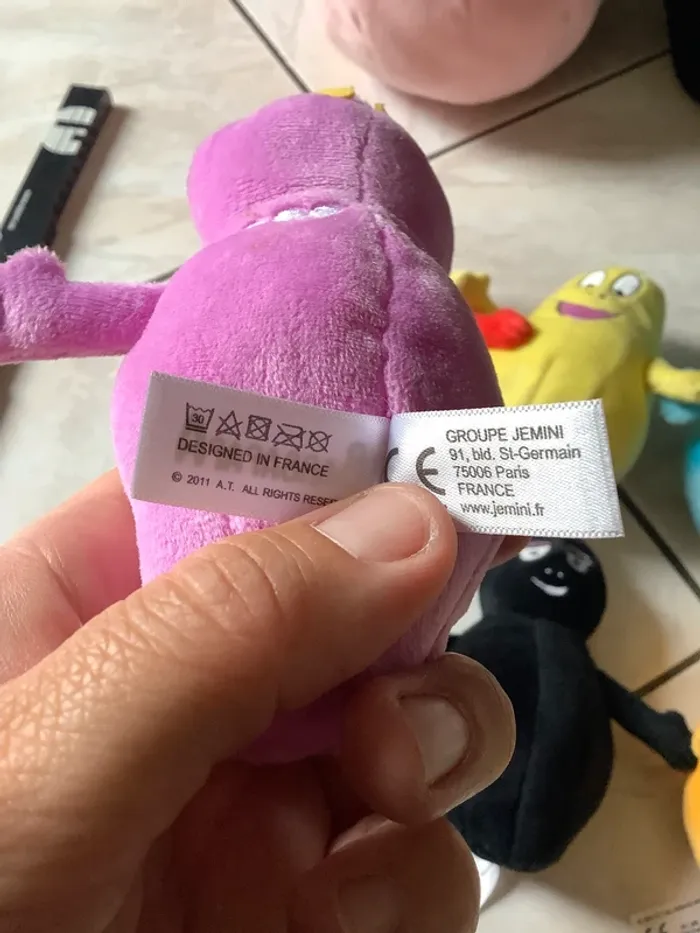 30
DESIGNED IN FRANCE
© 2011 A.T. ALL RIGHTS
CE
GROUPE JEMINI
91, bld. St-Germain
75006 Paris
FRANCE
www.jemini.fr